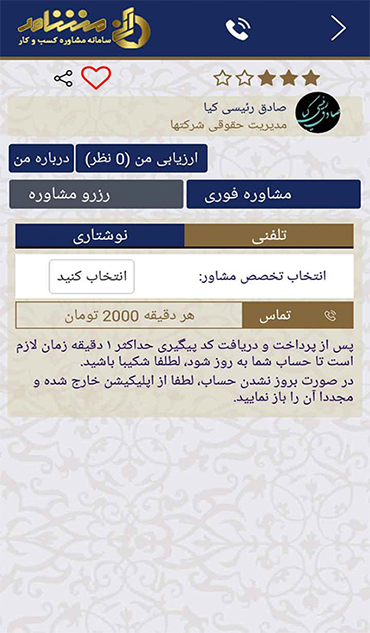 سامانه مشاوره کسب و کار
صادق رئیسی کیا
مدیریت حقوقی شرکتها
ارزیابی من (0 نظر)
درباره من
مشاوره فوری
رزرو مشاوره
تلفنی
نوشتاری
انتخاب تخصص مشاور:
انتخاب کنید
تماس
هر دقیقه 2000 تومان
پس از پرداخت و دریافت کد پیگیری حداکثر ۱ دقیقه زمان لازم
است تا حساب شما به روز شود، لطلفا شکیبا باشید.
در صورت بروز نشدن حساب، لطفا از اپلیکیشن خارج شده و
مجددا آن را باز نمایید.